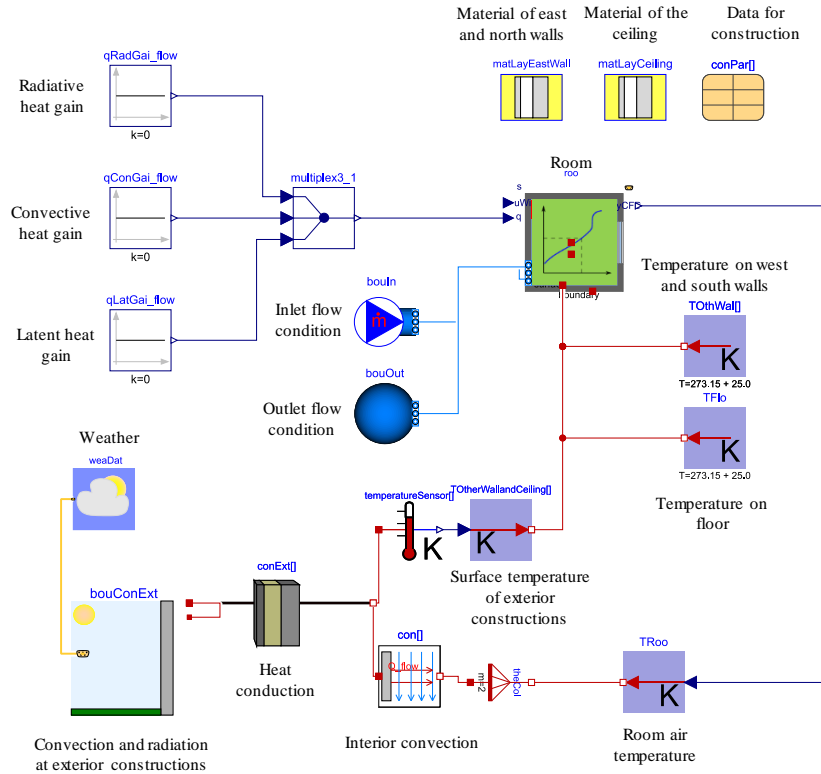 Material of east
and north walls
Material of the
ceiling
Data for
construction
matLayEastWall
matLayCeiling
conPar[]
qRadGai_flow
Radiative
heat gain
k=0
qConGai_flow
Convective
heat gain
k=0
multiplex3_1
qLatGai_flow
Latent heat
gain
k=0
Room
roo
s
q
bouIn
ṁ
Inlet flow
condition
bouOut
Outlet flow
condition
Temperature on west
and south walls
TOthWal[]
K
T=273.15 + 25.0
TFlo
K
T=273.15 + 25.0
Temperature on
floor
Weather
weaDat
temperatureSensor[]
K
TOtherWallandCeiling[]
K
Surface temperature
of exterior
constructions
bouConExt
conExt[]
Heat
conduction
con[]
Q_flow
m=2
theCol
TRoo
K
Convection and radiation
at exterior constructions
Interior convection
Room air
temperature